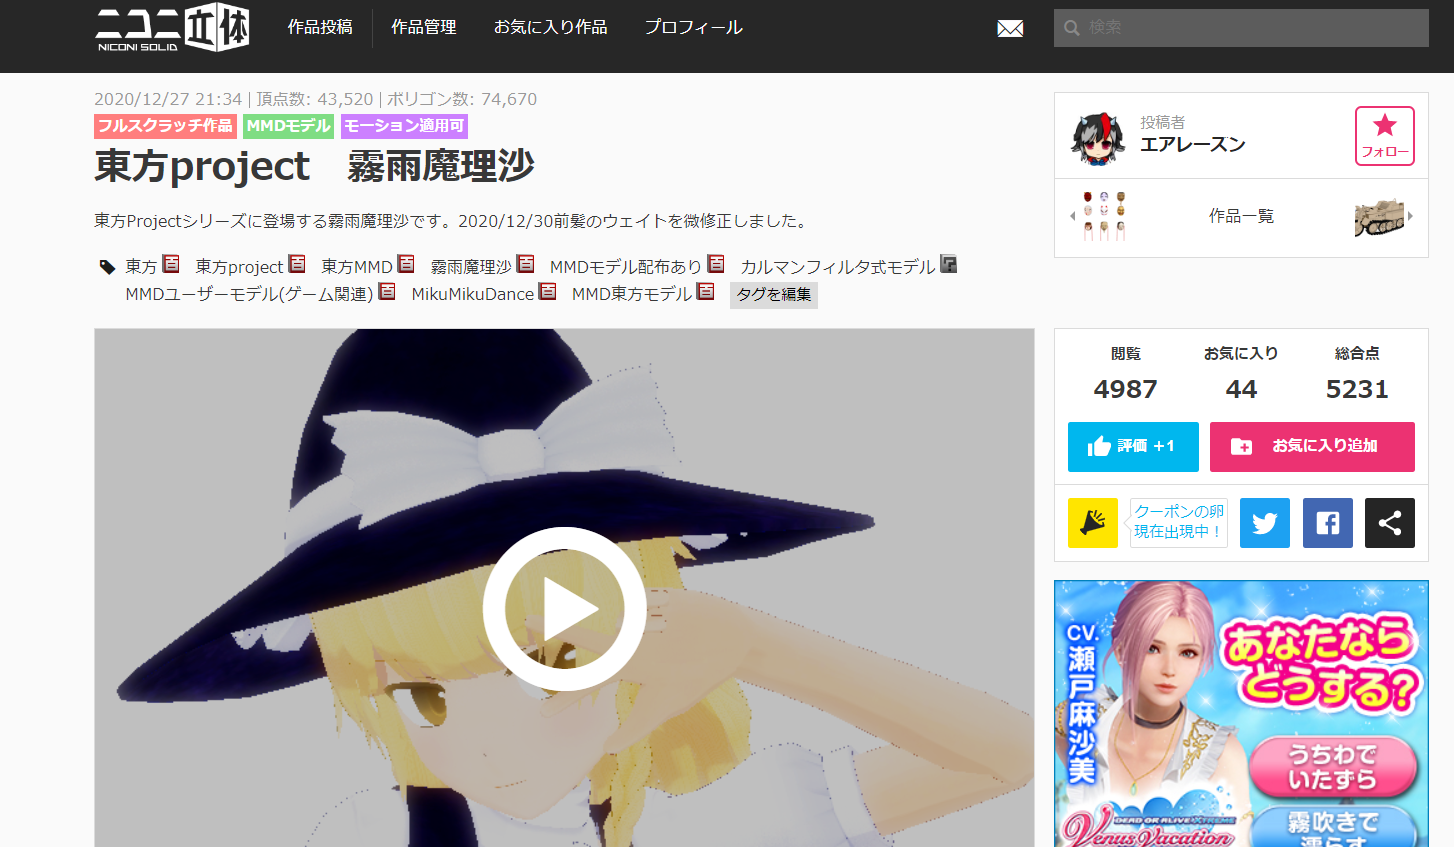 ニコニ立体
NICONI SOLID
作品投稿
作品管理
お気に入り作品
プロフィール
検索
2020/12/27 21:34 | 頂点数: 43,520 | ポリゴン数: 74,670
フルスクラッチ作品 MMDモデル モーション適用可
東方project　霧雨魔理沙
東方Projectシリーズに登場する霧雨魔理沙です。2020/12/30前髪のウェイトを微修正しました。
東方 東方project 東方MMD 霧雨魔理沙 MMDモデル配布あり カルマンフィルタ式モデル
MMDユーザーモデル(ゲーム関連) MikuMikuDance MMD東方モデル タグを編集
投稿者
エアレーズン
フォロー
作品一覧
閲覧 お気に入り 総合点
4987 44 5231
評価 +1
お気に入り追加
クーポンの卵
現在出現中！
CV.瀬戸麻沙美
あなたなら
どうする?
うちわで
いたずら
霧吹きで
濡らす
DEAD OR ALIVE XTREME
Venus Vacation